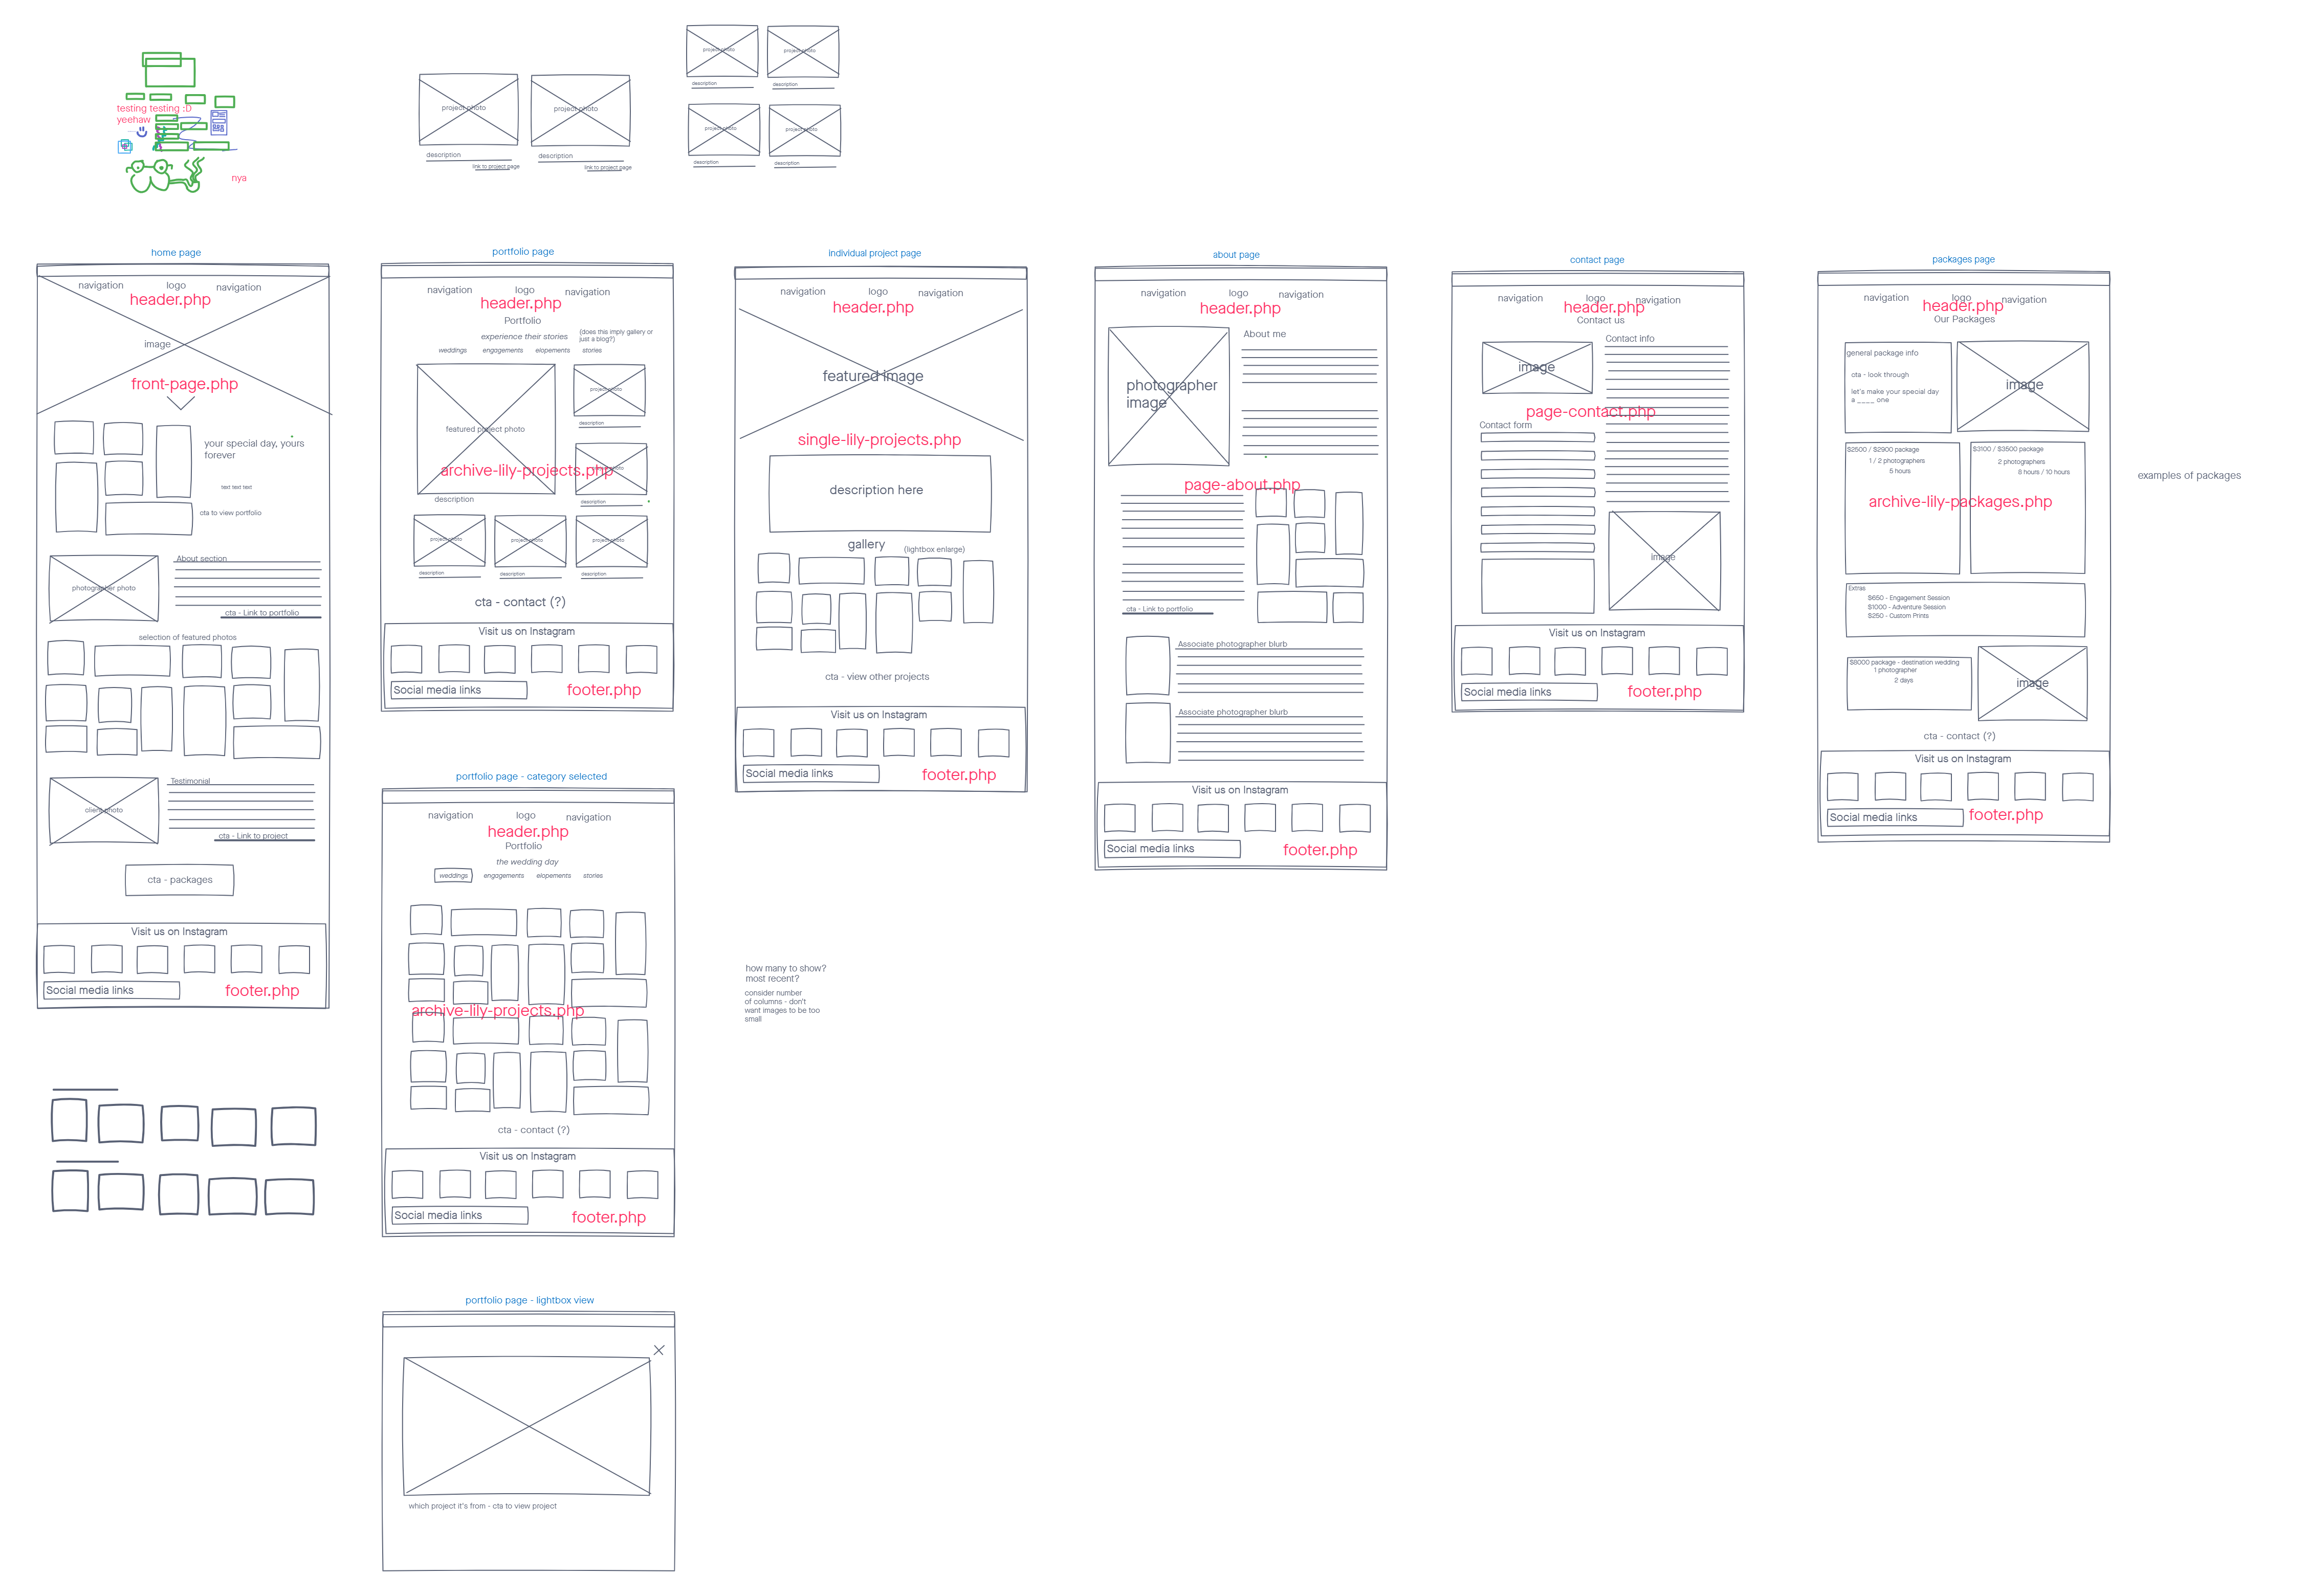 testing testing :D
yeehaw
nya
project photo
project photo
description
link to project page
description
link to project page
project photo
project photo
description
description
project photo
project photo
description
description
home page
navigation
logo
navigation
header.php
image
front-page.php
your special day, yours
forever
text text text
cta to view portfolio
About section
photographer photo
cta - Link to portfolio
selection of featured photos
Testimonial
client photo
cta - Link to project
cta - packages
Visit us on Instagram
Social media links
footer.php
portfolio page
navigation
logo
navigation
header.php
Portfolio
experience their stories
(does this imply gallery or
just a blog?)
weddings
engagements
elopements
stories
project photo
description
featured project photo
project photo
archive-lily-projects.php
description
description
project photo
project photo
project photo
description
description
description
cta - contact (?)
Visit us on Instagram
Social media links
footer.php
portfolio page - category selected
navigation
logo
navigation
header.php
Portfolio
the wedding day
weddings
engagements
elopements
stories
archive-lily-projects.php
cta - contact (?)
Visit us on Instagram
Social media links
footer.php
portfolio page - lightbox view
which project it's from - cta to view project
individual project page
navigation
logo
navigation
header.php
featured image
single-lily-projects.php
description here
gallery
(lightbox enlarge)
cta - view other projects
Visit us on Instagram
Social media links
footer.php
how many to show?
most recent?
consider number
of columns - don't
want images to be too
small
about page
navigation
logo
navigation
header.php
About me
photographer
image
page-about.php
cta - Link to portfolio
Associate photographer blurb
Associate photographer blurb
Visit us on Instagram
Social media links
footer.php
contact page
navigation
logo
navigation
header.php
Contact us
Contact info
image
page-contact.php
Contact form
image
Visit us on Instagram
Social media links
footer.php
packages page
navigation
logo
navigation
header.php
Our Packages
general package info
cta - look through
let's make your special day
a ____ one
image
$2500 / $2900 package
1 / 2 photographers
5 hours
$3100 / $3500 package
2 photographers
8 hours / 10 hours
archive-lily-packages.php
Extras
$650 - Engagement Session
$1000 - Adventure Session
$250 - Custom Prints
$8000 package - destination wedding
1 photographer
2 days
image
cta - contact (?)
Visit us on Instagram
Social media links
footer.php
examples of packages